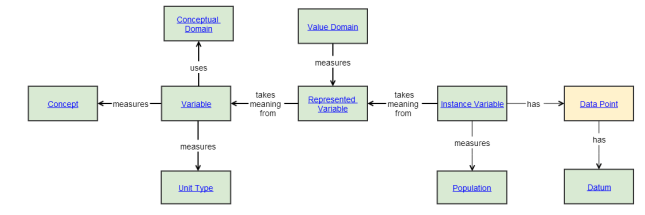 Conceptual
Domain
Value Domain
uses
measures
Concept
measures
Variable
takes
meaning
from
Represented
Variable
takes
meaning
from
Instance Variable
has
Data Point
measures
measures
has
Unit Type
Population
Datum